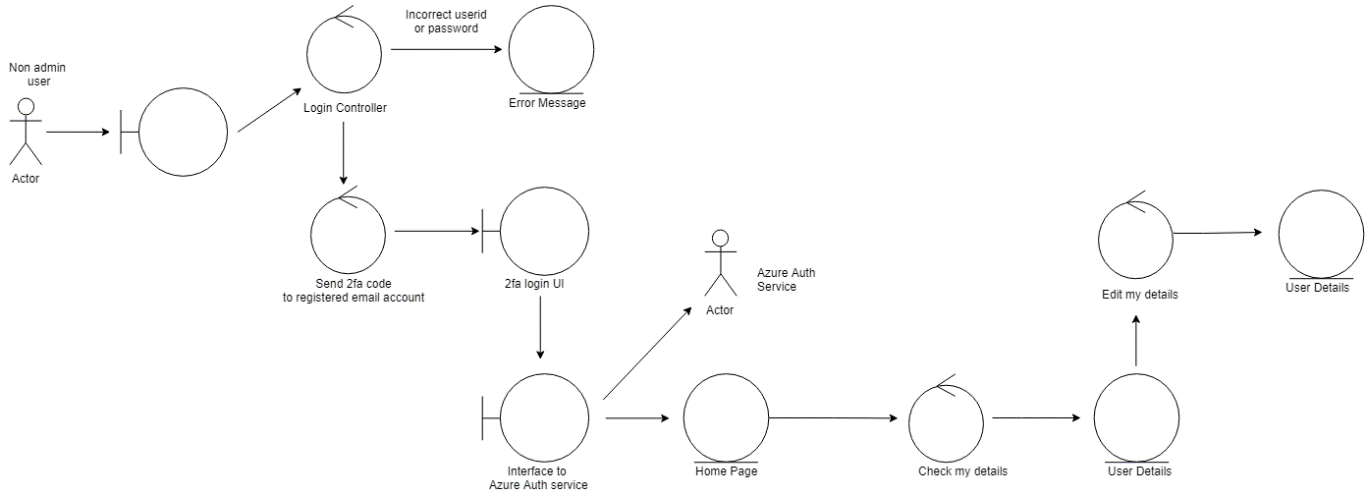 Incorrect userid
or password
Non admin
user
Login Controller
Error Message
Actor
Send 2fa code
to registered email account
2fa login UI
Azure Auth
Service
Actor
Edit my details
User Details
Interface to
Azure Auth service
Home Page
Check my details
User Details